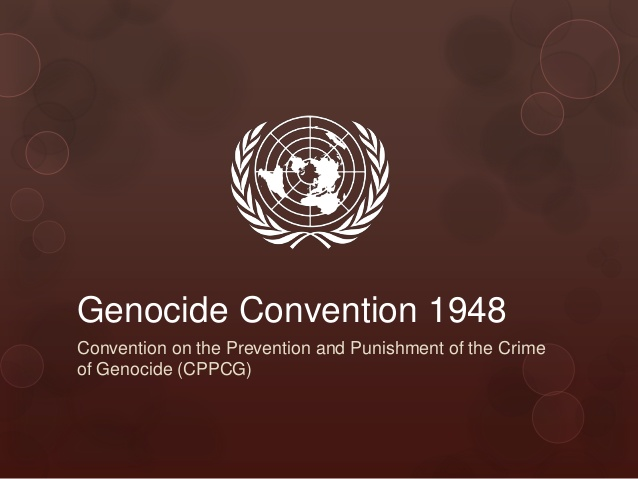 Genocide Convention 1948
Convention on the Prevention and Punishment of the Crime
of Genocide (CPPCG)